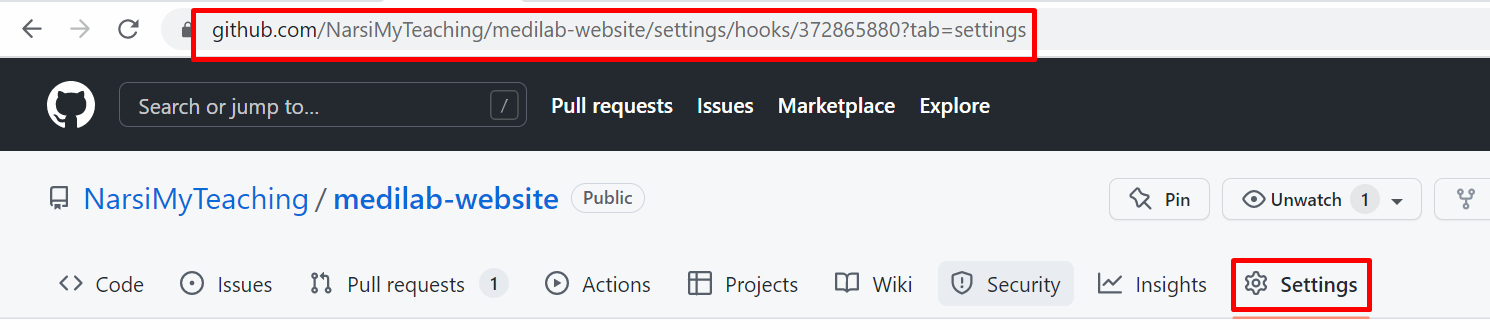 github.com/NarsiMyTeaching/medilab-website/settings/hooks/372865880?tab=settings
Search or jump to... / Pull requests Issues Marketplace Explore
NarsiMyTeaching / medilab-website Public Pin Unwatch 1
Code Issues Pull requests 1 Actions Projects Wiki Security Insights Settings